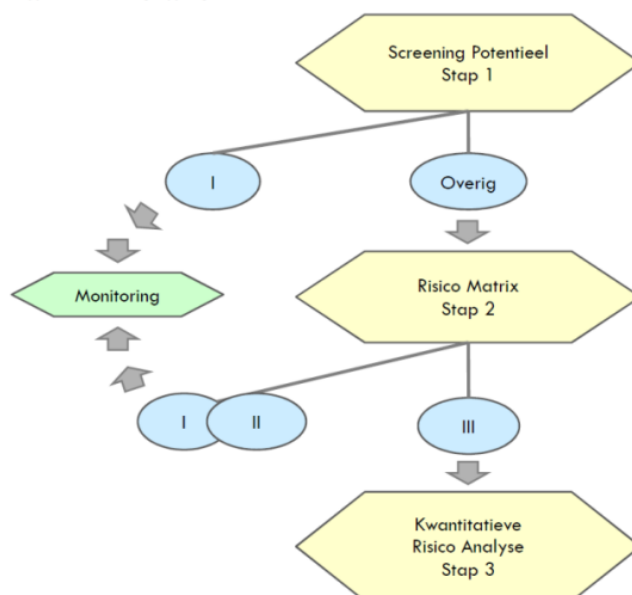 Screening Potentieel
Stap 1
I
Overig
Monitoring
Risico Matrix
Stap 2
I
II
III
Kwantitatieve
Risico Analyse
Stap 3